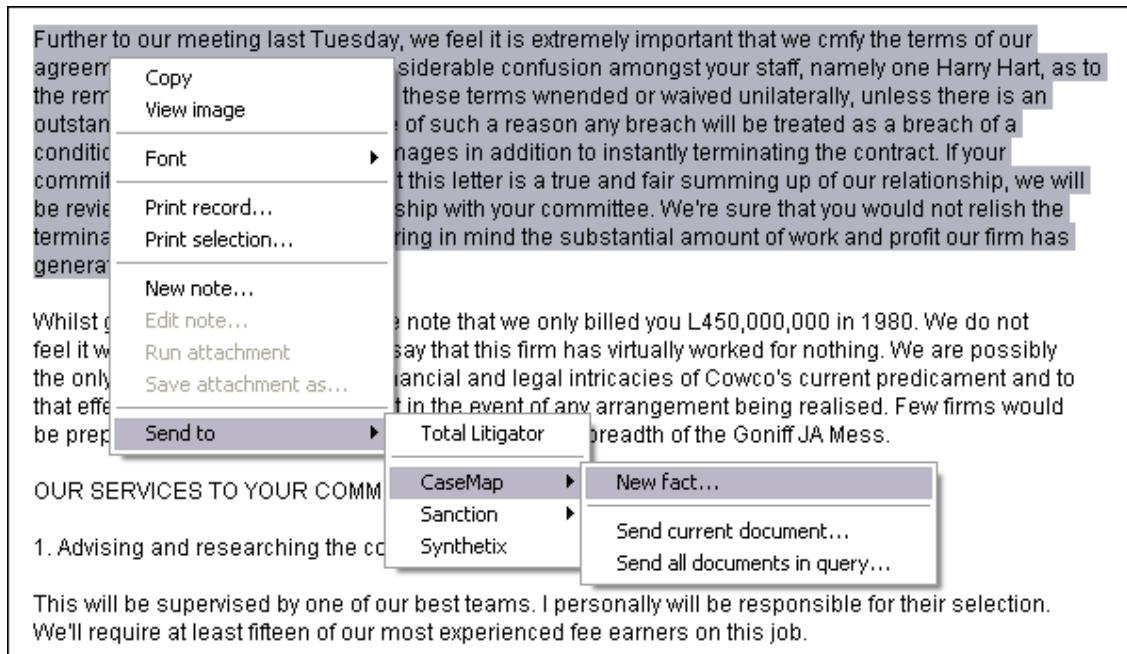 Further to our meeting last Tuesday, we feel it is extremely important that we cmfy the terms of our
agreem siderable confusion amongst your staff, namely one Harry Hart, as to
the rem these terms wnended or waived unilaterally, unless there is an
outstan of such a reason any breach will be treated as a breach of a
conditio nages in addition to instantly terminating the contract. If your
commit t this letter is a true and fair summing up of our relationship, we will
be revie ship with your committee. We're sure that you would not relish the
termina ring in mind the substantial amount of work and profit our firm has
genera
Copy
View image
Font
Print record...
Print selection...
New note...
Edit note...
Run attachment
Save attachment as...
Send to
Whilst g note that we only billed you L450,000,000 in 1980. We do not
feel it w say that this firm has virtually worked for nothing. We are possibly
the only ancial and legal intricacies of Cowco's current predicament and to
that effe t in the event of any arrangement being realised. Few firms would
be prep breadth of the Goniff JA Mess.
Total Litigator
CaseMap
Sanction
Synthetix
New fact...
Send current document...
Send all documents in query...
OUR SERVICES TO YOUR COMM
1. Advising and researching the co
This will be supervised by one of our best teams. I personally will be responsible for their selection.
We'll require at least fifteen of our most experienced fee earners on this job.